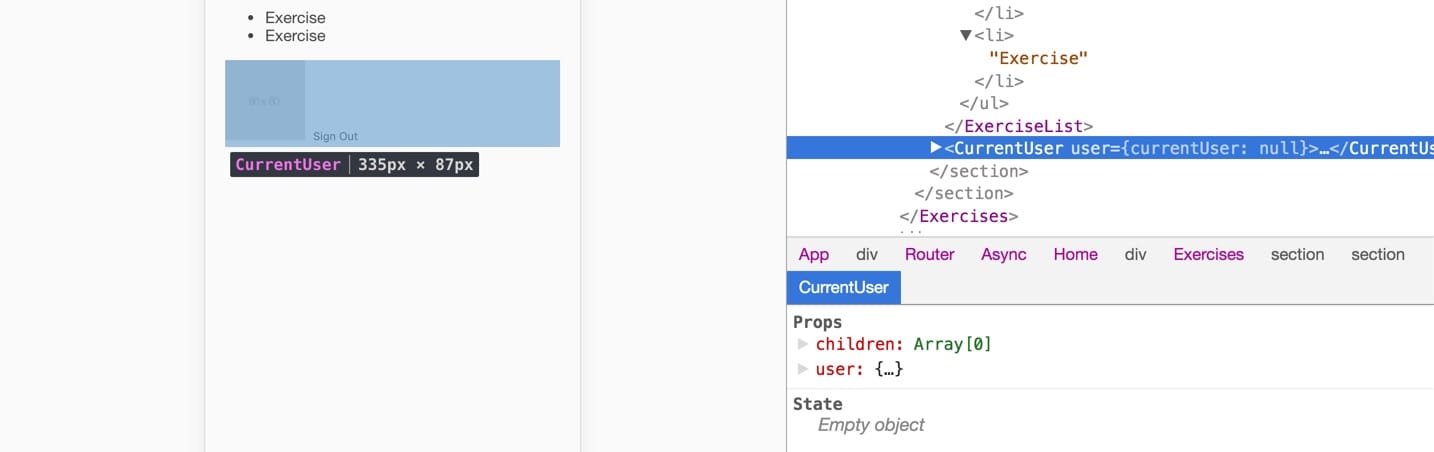 Exercise
Exercise
Sign Out
CurrentUser 335px × 87px
</li>
▼<li>
"Exercise"
</li>
</ul>
</ExerciseList>
▶<CurrentUser user={currentUser: null}>…</CurrentUs
</section>
</section>
</Exercises>
App div Router Async Home div Exercises section section
CurrentUser
Props
children: Array[0]
user: {…}
State
Empty object